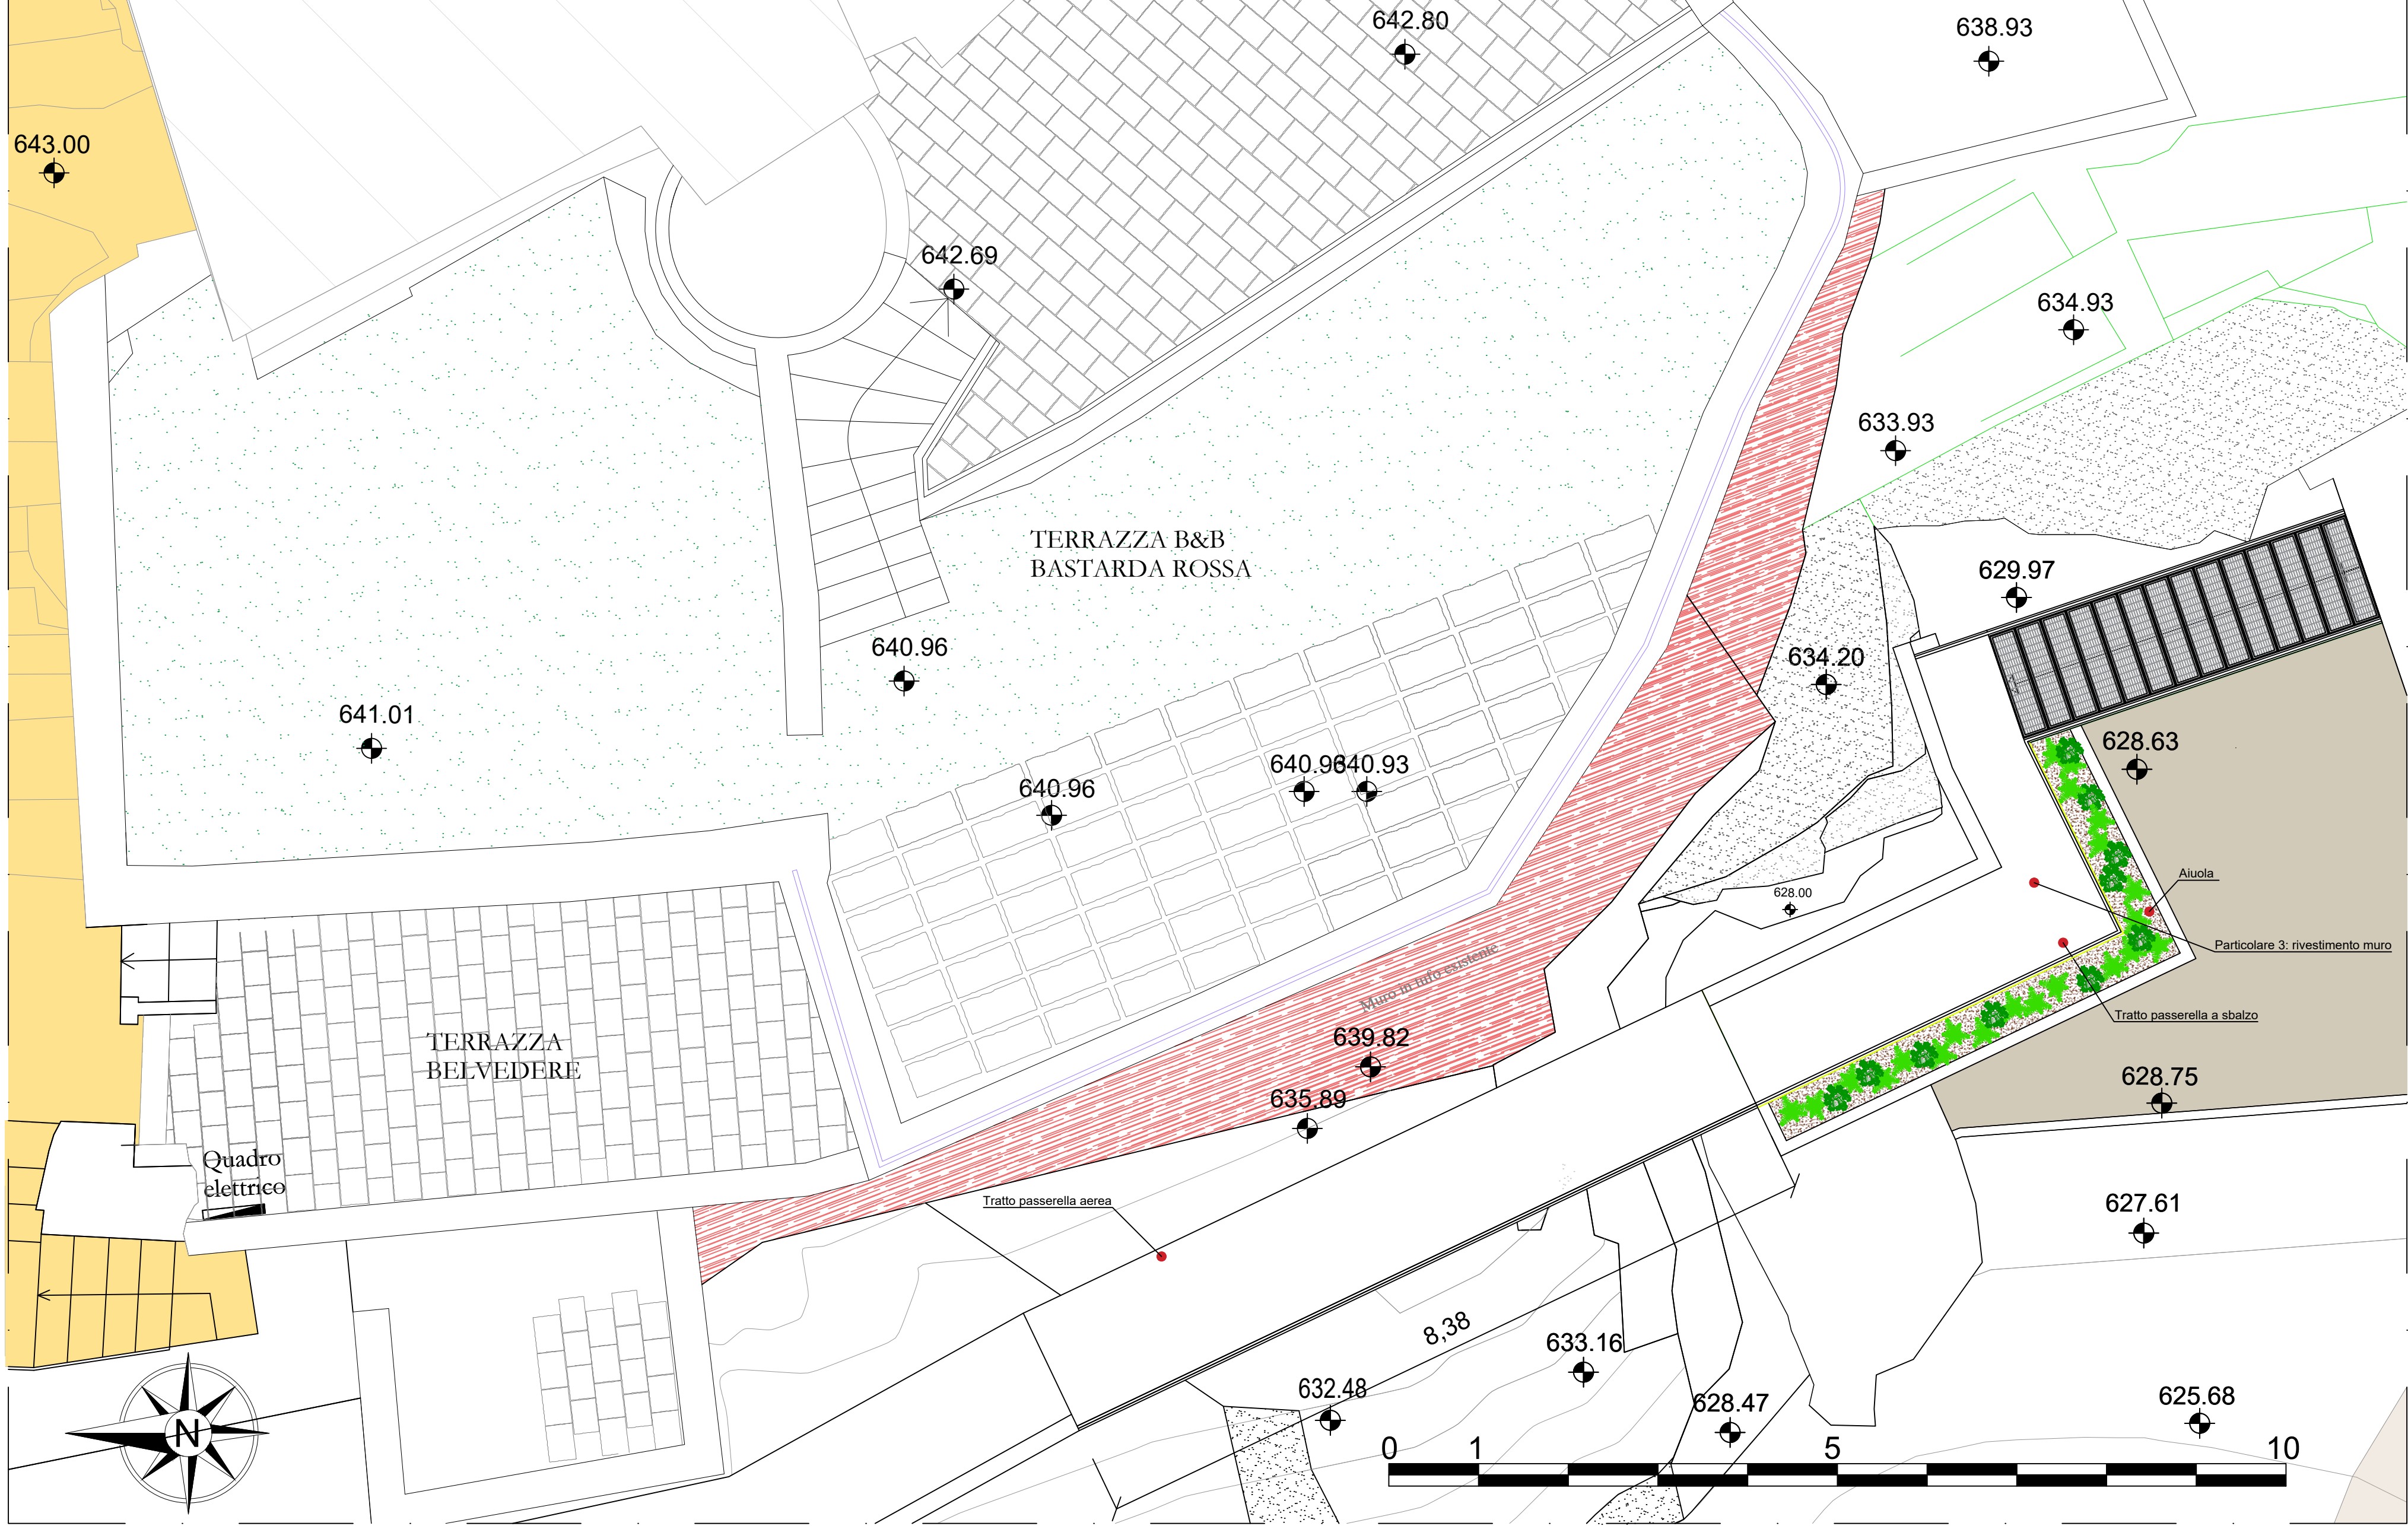 642.80
638.93
643.00
642.69
634.93
633.93
TERRAZZA B&B
BASTARDA ROSSA
629.97
640.96
634.20
641.01
628.63
640.96
640.96
640.93
628.00
Aiuola
Particolare 3: rivestimento muro
Muro in tufo esistente
Tratto passerella a sbalzo
TERRAZZA
BELVEDERE
639.82
635.89
628.75
Quadro
elettrico
Tratto passerella aerea
627.61
8,38
633.16
632.48
628.47
625.68
N
0 1 5 10